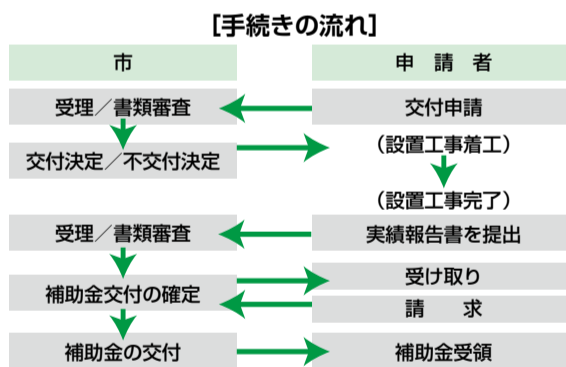 [手続きの流れ]
市
申　請　者
受理／書類審査
交付申請
交付決定／不交付決定
（設置工事着工）
（設置工事完了）
受理／書類審査
実績報告書を提出
補助金交付の確定
受け取り
請　　求
補助金の交付
補助金受領